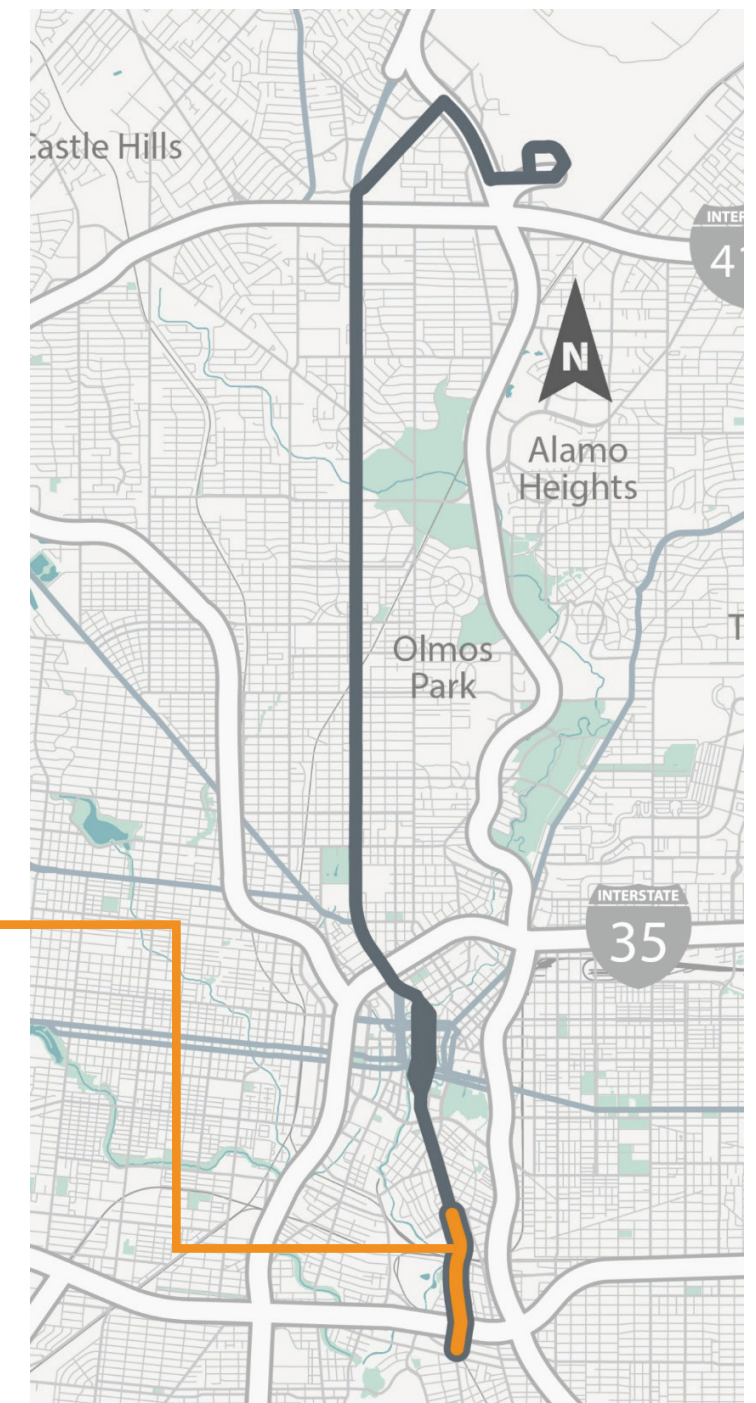 Castle Hills
INTER
41
N
Alamo
Heights
Olmos
Park
T
INTERSTATE
35